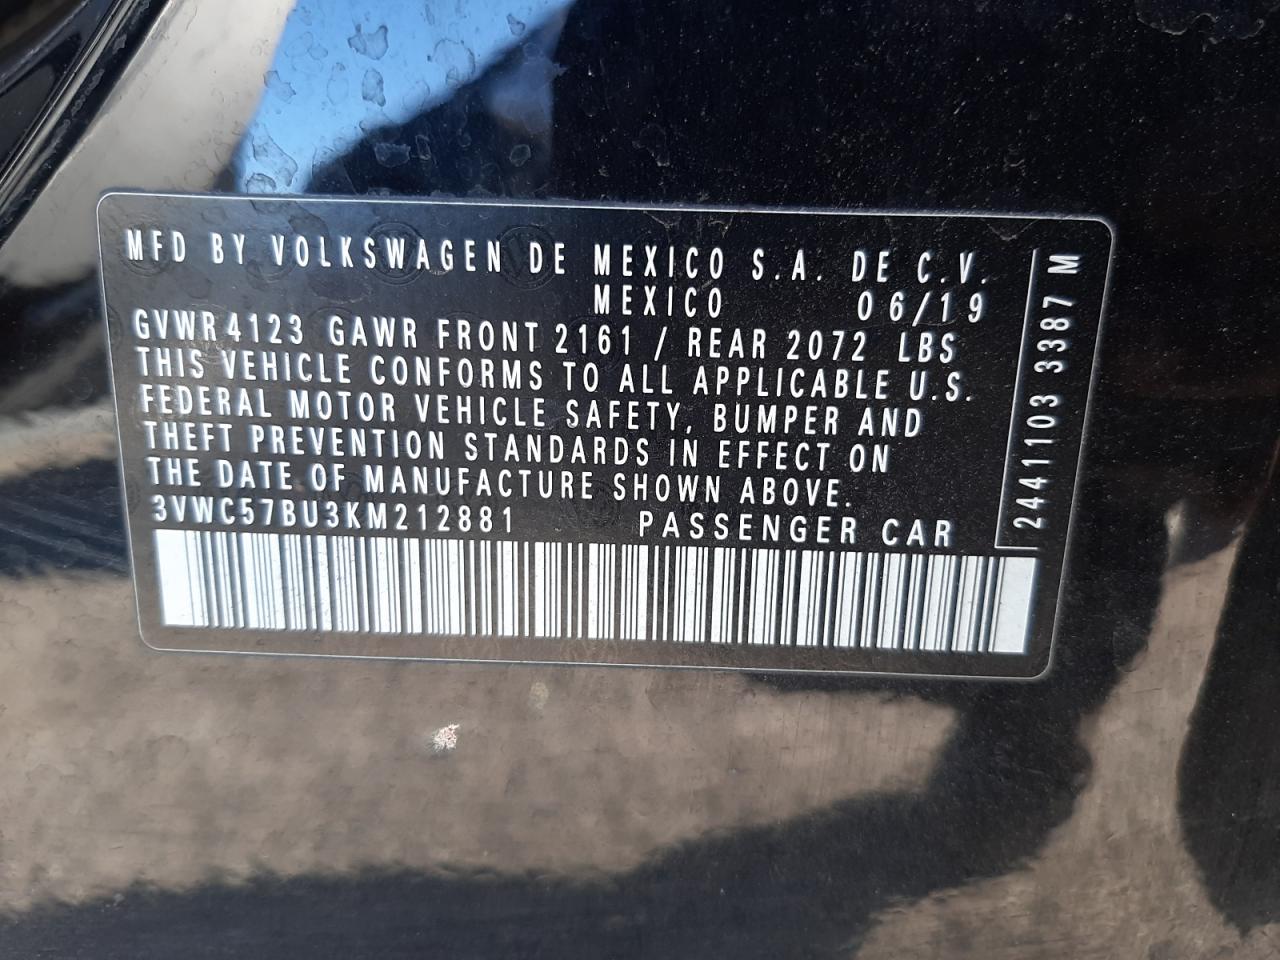 MFD BY VOLKSWAGEN DE MEXICO S.A. DE C.V.
MEXICO 06/19
GVWR 4123 GAWR FRONT 2161 / REAR 2072 LBS
THIS VEHICLE CONFORMS TO ALL APPLICABLE U.S.
FEDERAL MOTOR VEHICLE SAFETY, BUMPER AND
THEFT PREVENTION STANDARDS IN EFFECT ON
THE DATE OF MANUFACTURE SHOWN ABOVE.
3VWC57BU3KM212881 PASSENGER CAR
2441103 3387 M